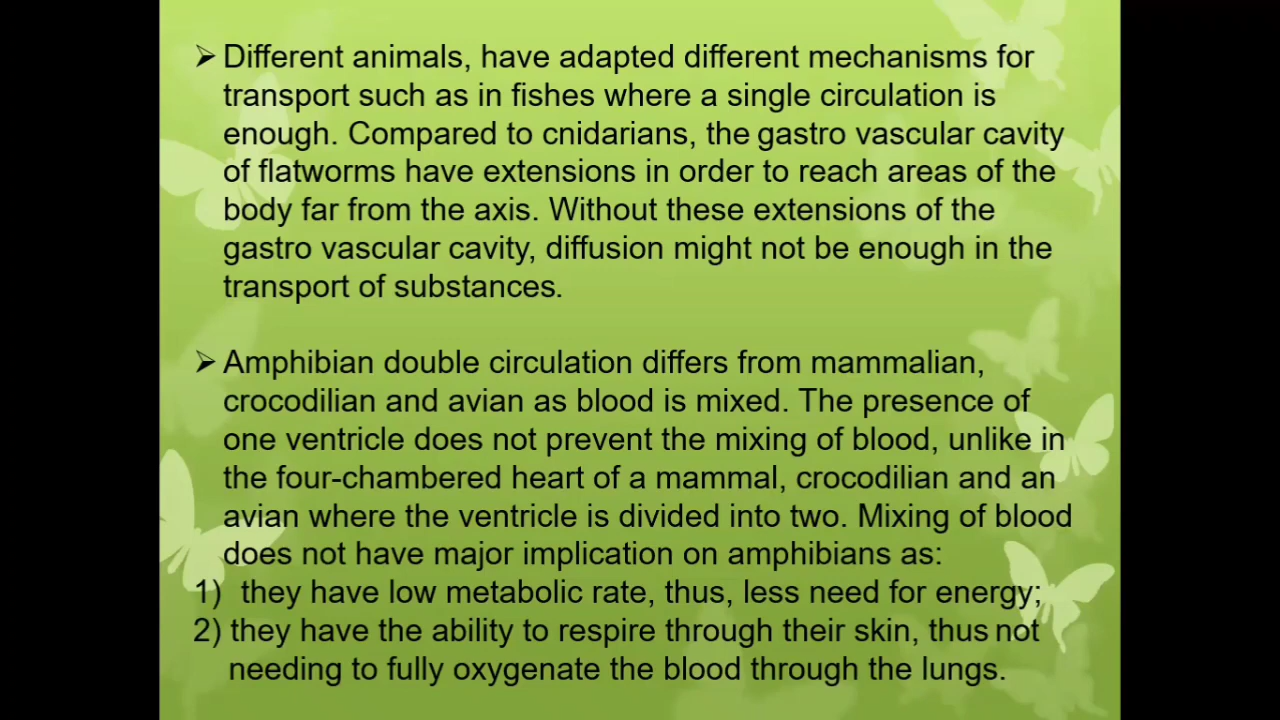 ➢ Different animals, have adapted different mechanisms for
transport such as in fishes where a single circulation is
enough. Compared to cnidarians, the gastro vascular cavity
of flatworms have extensions in order to reach areas of the
body far from the axis. Without these extensions of the
gastro vascular cavity, diffusion might not be enough in the
transport of substances.
➢ Amphibian double circulation differs from mammalian,
crocodilian and avian as blood is mixed. The presence of
one ventricle does not prevent the mixing of blood, unlike in
the four-chambered heart of a mammal, crocodilian and an
avian where the ventricle is divided into two. Mixing of blood
does not have major implication on amphibians as:
1) they have low metabolic rate, thus, less need for energy;
2) they have the ability to respire through their skin, thus not
needing to fully oxygenate the blood through the lungs.